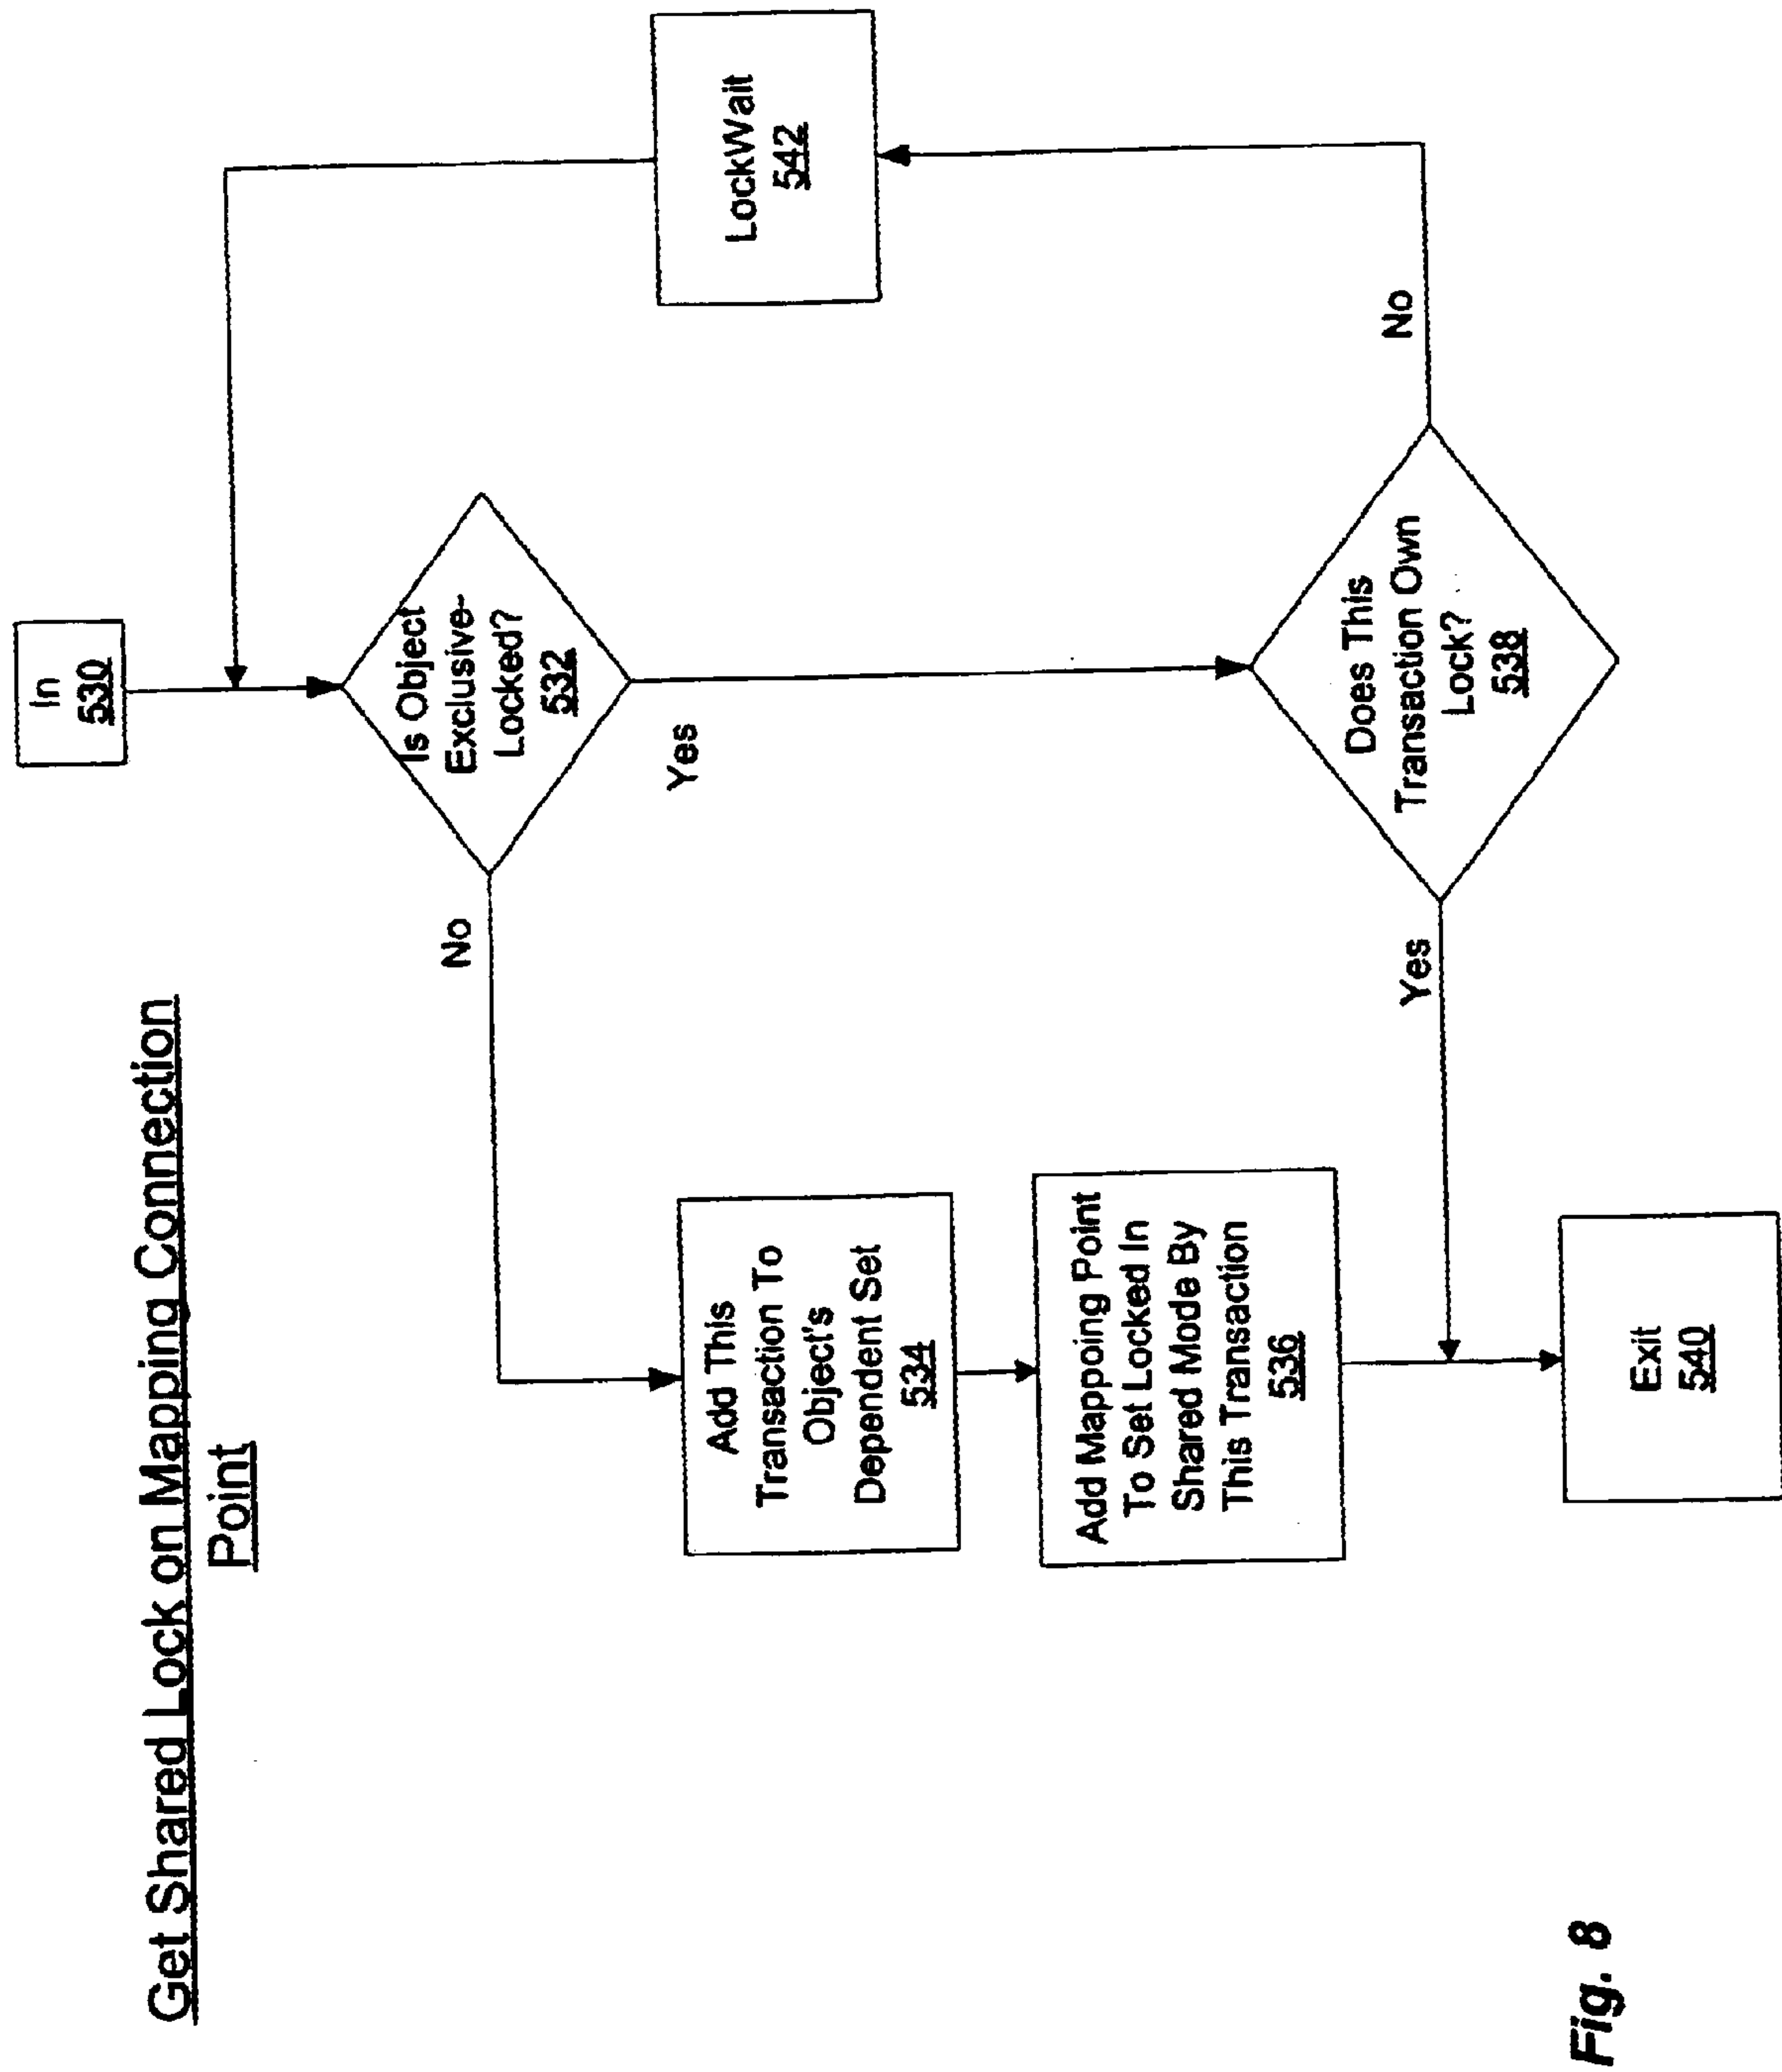 Get Shared Lock on Mapping Connection
Point
In
530
Is Object
Exclusive-
Locked?
532
No
Yes
LockWait
542
Add This
Transaction To
Object's
Dependent Set
534
Add Mappoing Point
To Set Locked In
Shared Mode By
This Transaction
536
Does This
Transaction Own
Lock?
538
Yes
No
Exit
540
Fig. 8